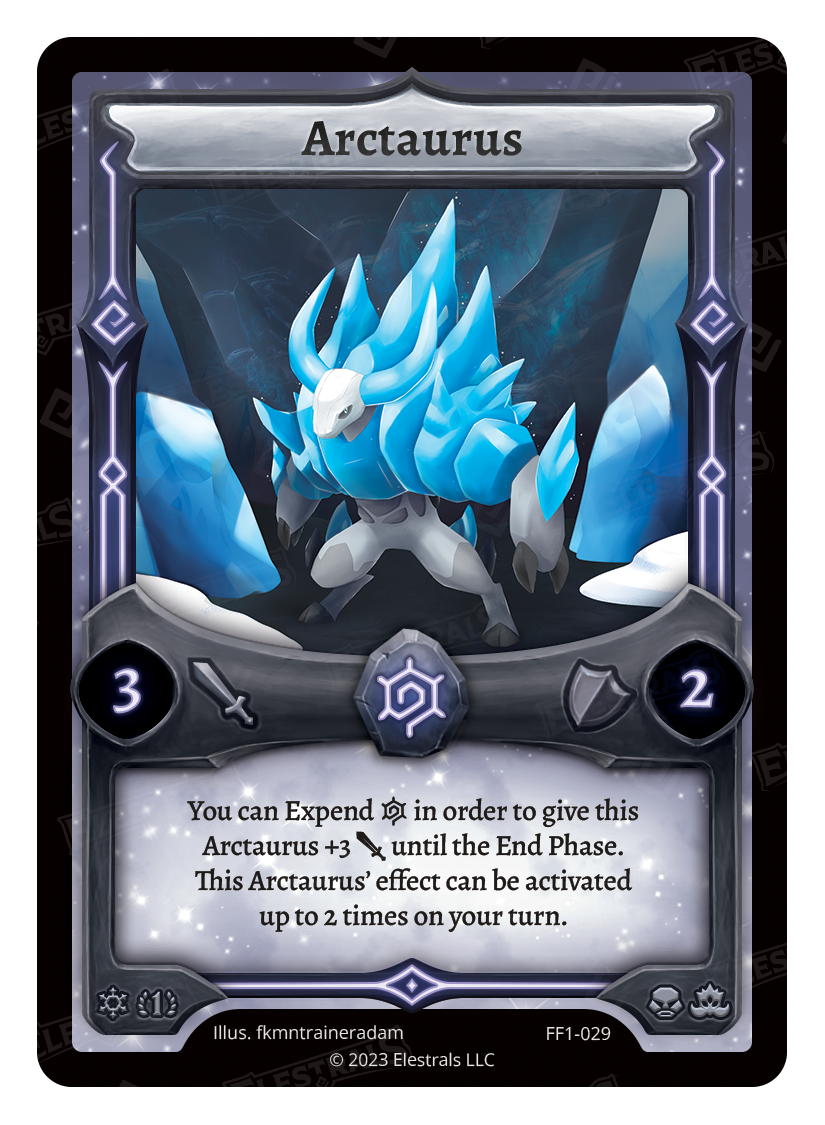 Arctaurus
3
2
You can Expend in order to give this
Arctaurus +3 until the End Phase.
This Arctaurus’ effect can be activated
up to 2 times on your turn.
1
Illus. fkmntraineradam
FF1-029
© 2023 Elestrals LLC